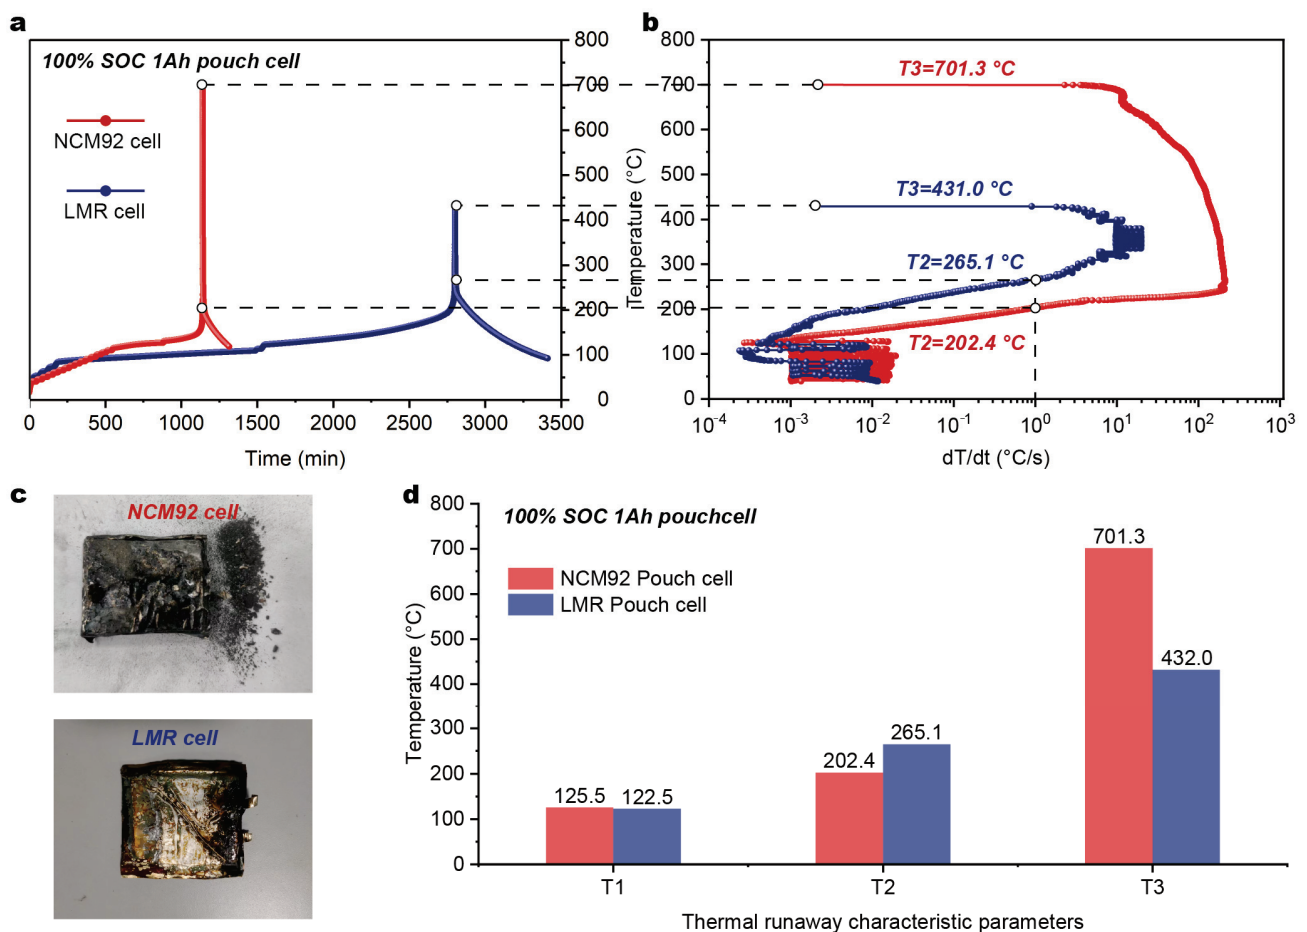 a
100% SOC 1Ah pouch cell
NCM92 cell
LMR cell
800
700
600
500
400
300
200
100
0
Temperature (°C)
0
500
1000
1500
2000
2500
3000
3500
Time (min)
b
800
700
600
500
400
300
200
100
0
T3=701.3 °C
T3=431.0 °C
T2=265.1 °C
T2=202.4 °C
10⁻⁴
10⁻³
10⁻²
10⁻¹
10⁰
10¹
10²
10³
dT/dt (°C/s)
c
NCM92 cell
LMR cell
d
100% SOC 1Ah pouchcell
NCM92 Pouch cell
LMR Pouch cell
Temperature (°C)
800
700
600
500
400
300
200
100
0
125.5
122.5
202.4
265.1
701.3
432.0
T1
T2
T3
Thermal runaway characteristic parameters